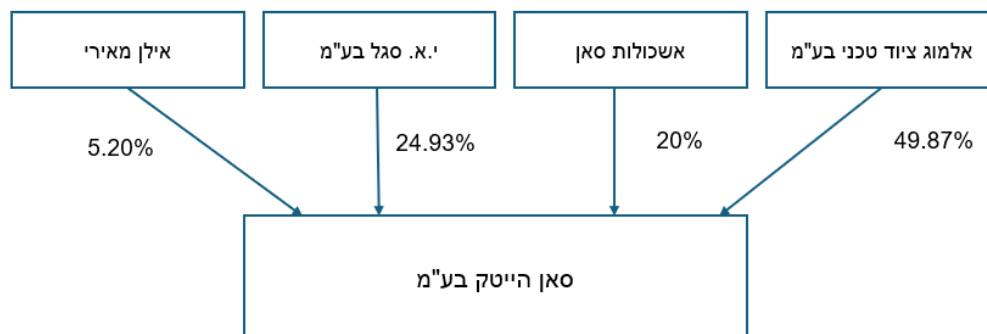 אלמוג ציוד טכני בע"מ
אשכולות סאן
י.א. סגל בע"מ
אילן מאירי
49.87%
20%
24.93%
5.20%
סאן הייטק בע"מ